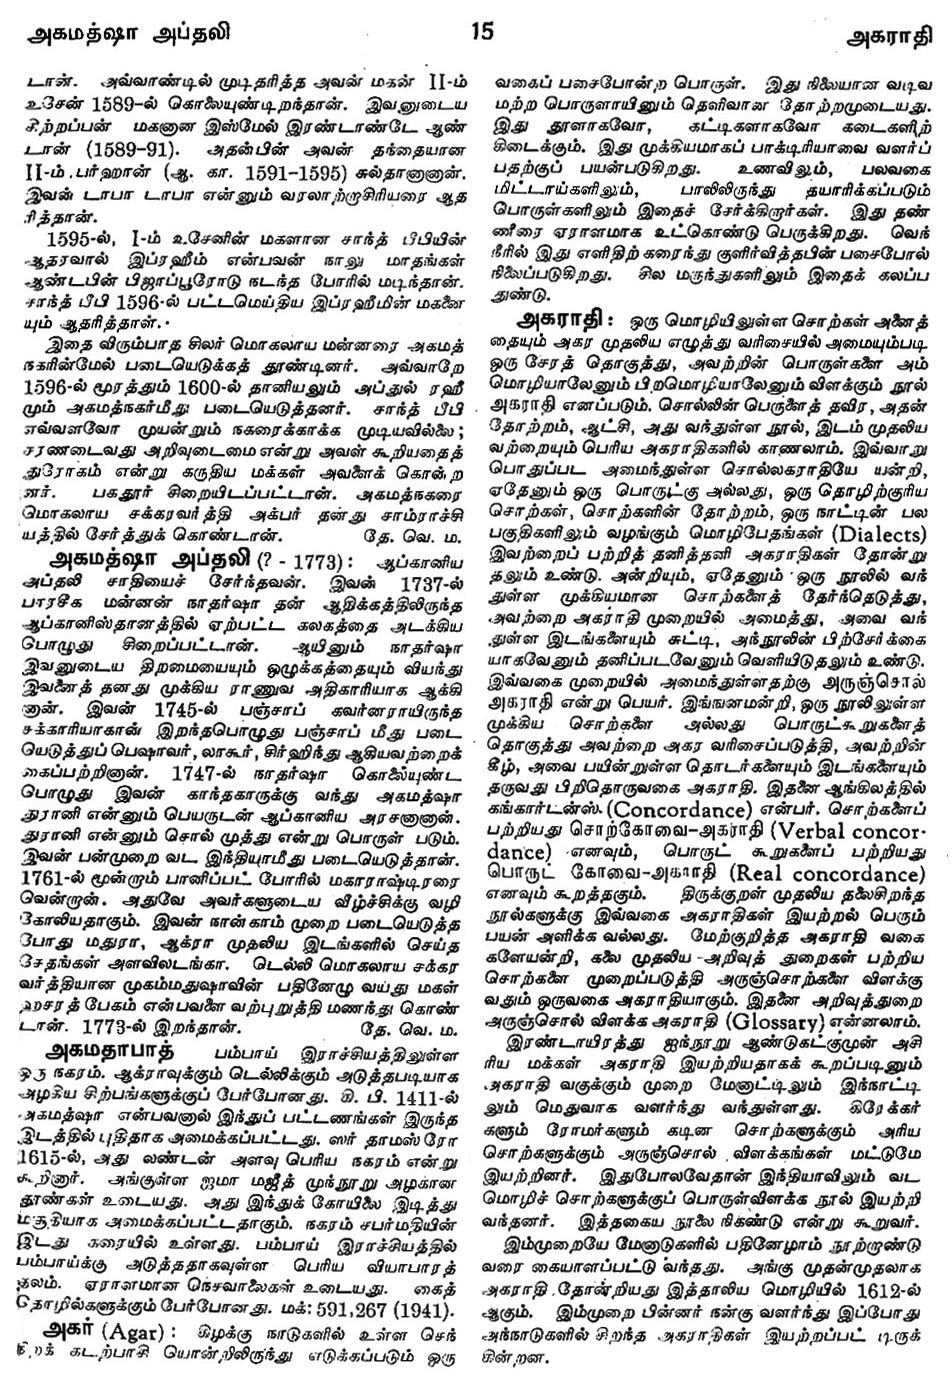 அகமத்ஷா அப்தலி 15 அகராதி
டான். அவ்வாண்டில் முடிதரித்த அவன் மகன் II-ம்
உசேன் 1589-ல் கொலையுண்டிறந்தான். இவனுடைய
சிற்றப்பன் மகனான இஸ்மேல் இரண்டாண்டே ஆண்
டான் (1589-91). அதன்பின் அவன் தந்தையான
II-ம் பர்ஹான் (ஆ. கா. 1591-1595) சுல்தானானான்.
இவன் டாபா டாபா என்னும் வரலாற்றாசிரியரை ஆத
ரித்தான்.
1595-ல், I-ம் உசேனின் மகளான சாந்த் பீபியின்
ஆதரவால் இப்ரஹீம் என்பவன் நாலு மாதங்கள்
ஆண்டபின் பிஜாப்பூரோடு நடந்த போரில் மடிந்தான்.
சாந்த் பீபி 1596-ல் பட்டமெய்திய இப்ரஹீமின் மகனை
யும் ஆதரித்தாள்.
இதை விரும்பாத சிலர் மொகலாய மன்னரை அகமத்
நகரின்மேல் படையெடுக்கத் தூண்டினர். அவ்வாறே
1596-ல் மூரத்தும் 1600-ல் தானியலும் அப்துல் ரஹீ
மும் அகமத்நகர்மீது படையெடுத்தனர். சாந்த் பீபி
எவ்வளவோ முயன்றும் நகரைக்காக்க முடியவில்லை;
சரணடைவது அறிவுடைமை என்று அவள் கூறியதைத்
துரோகம் என்று கருதிய மக்கள் அவளைக் கொன்ற
னர். பகதூர் சிறையிடப்பட்டான். அகமத்நகரை
மொகலாய சக்கரவர்த்தி அக்பர் தனது சாம்ராச்சி
யத்தில் சேர்த்துக் கொண்டான். தே. வெ. ம.
அகமத்ஷா அப்தலி (? - 1773) : ஆப்கானிய
அப்தலி சாதியைச் சேர்ந்தவன். இவன் 1737-ல்
பாரசீக மன்னன் நாதர்ஷா தன் ஆதிக்கத்திலிருந்த
ஆப்கானிஸ்தானத்தில் ஏற்பட்ட கலகத்தை அடக்கிய
பொழுது சிறைப்பட்டான். ஆயினும் நாதர்ஷா
இவனுடைய திறமையையும் ஒழுக்கத்தையும் வியந்து
இவனைத் தனது முக்கிய ராணுவ அதிகாரியாக ஆக்கி
னான். இவன் 1745-ல் பஞ்சாப் கவர்னராயிருந்த
சக்காரியாகான் இறந்தபொழுது பஞ்சாப் மீது படை
யெடுத்துப் பெஷாவர், லாகூர், சிர்ஹிந்து ஆகியவற்றைக்
கைப்பற்றினான். 1747-ல் நாதர்ஷா கொலையுண்ட
பொழுது இவன் காந்தகாருக்கு வந்து அகமத்ஷா
துரானி என்னும் பெயருடன் ஆப்கானிய அரசனானான்.
துரானி என்னும் சொல் முத்து என்று பொருள் படும்.
இவன் பன்முறை வட இந்தியாமீது படையெடுத்தான்.
1761-ல் மூன்றாம் பானிப்பட் போரில் மகாராஷ்டிரரை
வென்றான். அதுவே அவர்களுடைய வீழ்ச்சிக்கு வழி
கோலியதாகும். இவன் நான்காம் முறை படையெடுத்த
போது மதுரா, ஆக்ரா முதலிய இடங்களில் செய்த
சேதங்கள் அளவிலடங்கா. டெல்லி மொகலாய சக்கர
வர்த்தியான முகம்மதுஷாவின் பதினேழு வயது மகள்
ஹசரத் பேகம் என்பவளை வற்புறுத்தி மணந்து கொண்
டான். 1773-ல் இறந்தான். தே. வெ. ம.
அகமதாபாத் பம்பாய் இராச்சியத்திலுள்ள
ஒரு நகரம். ஆக்ராவுக்கும் டெல்லிக்கும் அடுத்தபடியாக
அழகிய சிற்பங்களுக்குப் பேர்போனது. கி. பி. 1411-ல்
அகமத்ஷா என்பவனால் இந்துப் பட்டணங்கள் இருந்த
இடத்தில் புதிதாக அமைக்கப்பட்டது. ஸர் தாமஸ் ரோ
1615-ல், அது லண்டன் அளவு பெரிய நகரம் என்று
கூறினார். அங்குள்ள ஜமா மஜீத் முந்நூறு அழகான
தூண்கள் உடையது. அது இந்துக் கோயிலை இடித்து
மசூதியாக அமைக்கப்பட்டதாகும். நகரம் சபர்மதியின்
இடது கரையில் உள்ளது. பம்பாய் இராச்சியத்தில்
பம்பாய்க்கு அடுத்ததாகவுள்ள பெரிய வியாபாரத்
தலம். ஏராளமான நெசவாலைகள் உடையது. கைத்
தொழில்களுக்கும் பேர்போனது. மக்: 591,267 (1941).
அகர் (Agar) : கிழக்கு நாடுகளில் உள்ள செந்
நிறக் கடற்பாசி யொன்றிலிருந்து எடுக்கப்படும் ஒரு
வகைப் பசைபோன்ற பொருள். இது நிலையான வடிவ
மற்ற பொருளாயினும் தெளிவான தோற்றமுடையது.
இது தூளாகவோ, கட்டிகளாகவோ கடைகளிற்
கிடைக்கும். இது முக்கியமாகப் பாக்டிரியாவை வளர்ப்
பதற்குப் பயன்படுகிறது. உணவிலும், பலவகை
மிட்டாய்களிலும், பாலிலிருந்து தயாரிக்கப்படும்
பொருள்களிலும் இதைச் சேர்க்கிறார்கள். இது தண்
ணீரை ஏராளமாக உட்கொண்டு பெருக்கிறது. வெந்
நீரில் இது எளிதிற் கரைந்து குளிர்வித்தபின் பசைபோல்
நிலைப்படுகிறது. சில மருந்துகளிலும் இதைக் கலப்ப
துண்டு.
அகராதி : ஒரு மொழியிலுள்ள சொற்கள் அனைத்
தையும் அகர முதலிய எழுத்து வரிசையில் அமையும்படி
ஒரு சேரத் தொகுத்து, அவற்றின் பொருள்களை அம்
மொழியாலேனும் பிறமொழியாலேனும் விளக்கும் நூல்
அகராதி எனப்படும். சொல்லின் பெருளைத் தவிர, அதன்
தோற்றம், ஆட்சி, அது வந்துள்ள நூல், இடம் முதலிய
வற்றையும் பெரிய அகராதிகளில் காணலாம். இவ்வாறு
பொதுப்பட அமைந்துள்ள சொல்லகராதியே யன்றி,
ஏதேனும் ஒரு பொருட்கு அல்லது, ஒரு தொழிற்குரிய
சொற்கள், சொற்களின் தோற்றம், ஒரு நாட்டின் பல
பகுதிகளிலும் வழங்கும் மொழிபேதங்கள் (Dialects)
இவற்றைப் பற்றித் தனித்தனி அகராதிகள் தோன்று
தலும் உண்டு. அன்றியும், ஏதேனும் ஒரு நூலில் வந்
துள்ள முக்கியமான சொற்களைத் தேர்ந்தெடுத்து,
அவற்றை அகராதி முறையில் அமைத்து, அவை வந்
துள்ள இடங்களையும் சுட்டி, அந்நூலின் பிற்சேர்க்கை
யாகவேனும் தனிப்படவேனும் வெளியிடுதலும் உண்டு.
இவ்வகை முறையில் அமைந்துள்ளதற்கு அருஞ்சொல்
அகராதி என்று பெயர். இங்ஙனமன்றி, ஒரு நூலிலுள்ள
முக்கிய சொற்களை அல்லது பொருட்கூறுகளைத்
தொகுத்து அவற்றை அகர வரிசைப்படுத்தி, அவற்றின்
கீழ், அவை பயின்றுள்ள தொடர்களையும் இடங்களையும்
தருவது பிறிதொருவகை அகராதி. இதனை ஆங்கிலத்தில்
கங்கார்டன்ஸ் (Concordance) என்பர். சொற்களைப்
பற்றியது சொற்கோவை-அகராதி (Verbal concor-
dance) எனவும், பொருட் கூறுகளைப் பற்றியது
பொருட் கோவை-அகராதி (Real concordance)
எனவும் கூறத்தகும். திருக்குறள் முதலிய தலைசிறந்த
நூல்களுக்கு இவ்வகை அகராதிகள் இயற்றல் பெரும்
பயன் அளிக்க வல்லது. மேற்குறித்த அகராதி வகை
களேயன்றி, கலை முதலிய அறிவுத் துறைகள் பற்றிய
சொற்களை முறைப்படுத்தி அருஞ்சொற்களை விளக்கு
வதும் ஒருவகை அகராதியாகும். இதனை அறிவுத்துறை
அருஞ்சொல் விளக்க அகராதி (Glossary) என்னலாம்.
இரண்டாயிரத்து ஐந்நூறு ஆண்டுகட்குமுன் அசி
ரிய மக்கள் அகராதி இயற்றியதாகக் கூறப்படினும்
அகராதி வகுக்கும் முறை மேனாட்டிலும் இந்நாட்டி
லும் மெதுவாக வளர்ந்து வந்துள்ளது. கிரேக்கர்
களும் ரோமர்களும் கடின சொற்களுக்கும் அரிய
சொற்களுக்கும் அருஞ்சொல் விளக்கங்கள் மட்டுமே
இயற்றினர். இதுபோலவேதான் இந்தியாவிலும் வட
மொழிச் சொற்களுக்குப் பொருள்விளக்க நூல் இயற்றி
வந்தனர். இத்தகைய நூலை நிகண்டு என்று கூறுவர்.
இம்முறையே மேனாடுகளில் பதினேழாம் நூற்றாண்டு
வரை கையாளப்பட்டு வந்தது. அங்கு முதன்முதலாக
அகராதி தோன்றியது இத்தாலிய மொழியில் 1612-ல்
ஆகும். இம்முறை பின்னர் நன்கு வளர்ந்து இப்போது
அந்நாடுகளில் சிறந்த அகராதிகள் இயற்றப்பட் டிருக்
கின்றன.